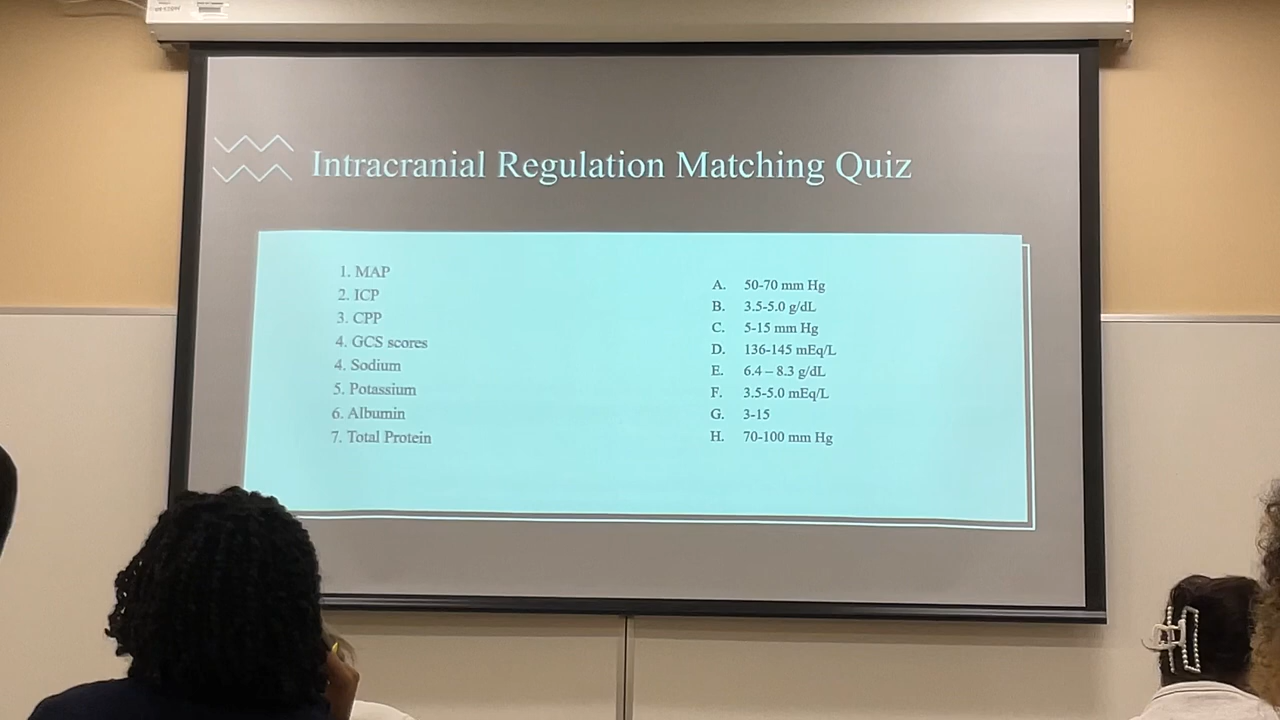 Intracranial Regulation Matching Quiz
1. MAP
2. ICP
3. CPP
4. GCS scores
4. Sodium
5. Potassium
6. Albumin
7. Total Protein
A. 50-70 mm Hg
B. 3.5-5.0 g/dL
C. 5-15 mm Hg
D. 136-145 mEq/L
E. 6.4 – 8.3 g/dL
F. 3.5-5.0 mEq/L
G. 3-15
H. 70-100 mm Hg